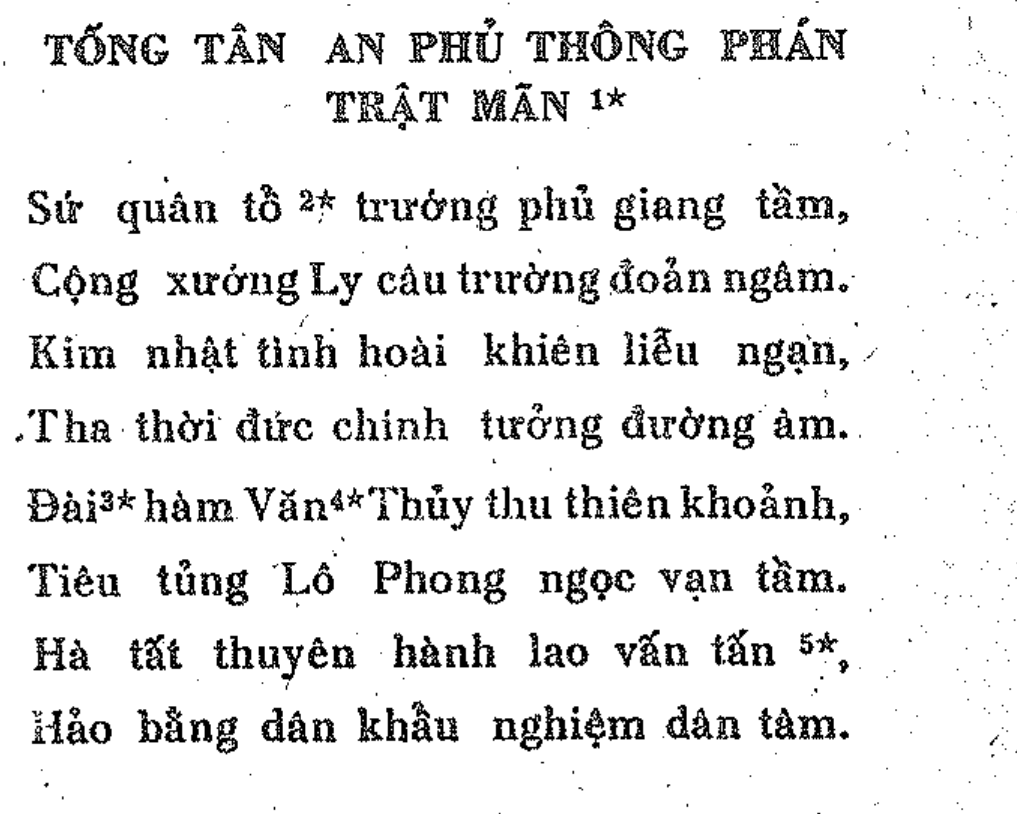 TỐNG TÂN AN PHỦ THÔNG PHÁN
TRẬT MÃN 1*
Sứ quân tồ 2* trướng phủ giang tầm,
Cộng xướng Ly câu trường đoản ngâm.
Kim nhật tình hoài khiên liễu ngạn,
Tha thời đức chính tưởng đường âm.
Đài3* hàm Văn4* Thủy thu thiên khoảnh,
Tiêu tủng Lô Phong ngọc vạn tầm.
Hà tất thuyên hành lao vấn tấn 5*,
Hảo bằng dân khẩu nghiệm dân tâm.